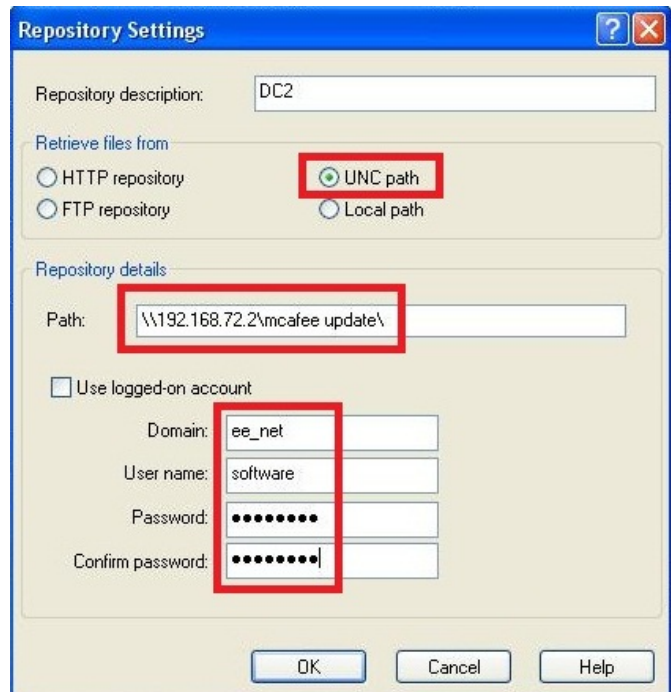 Repository Settings
Repository description: DC2
Retrieve files from
HTTP repository UNC path
FTP repository Local path
Repository details
Path: \\192.168.72.2\mcafee update\
Use logged-on account
Domain: ee_net
User name: software
Password: ●●●●●●●●
Confirm password: ●●●●●●●●
OK Cancel Help